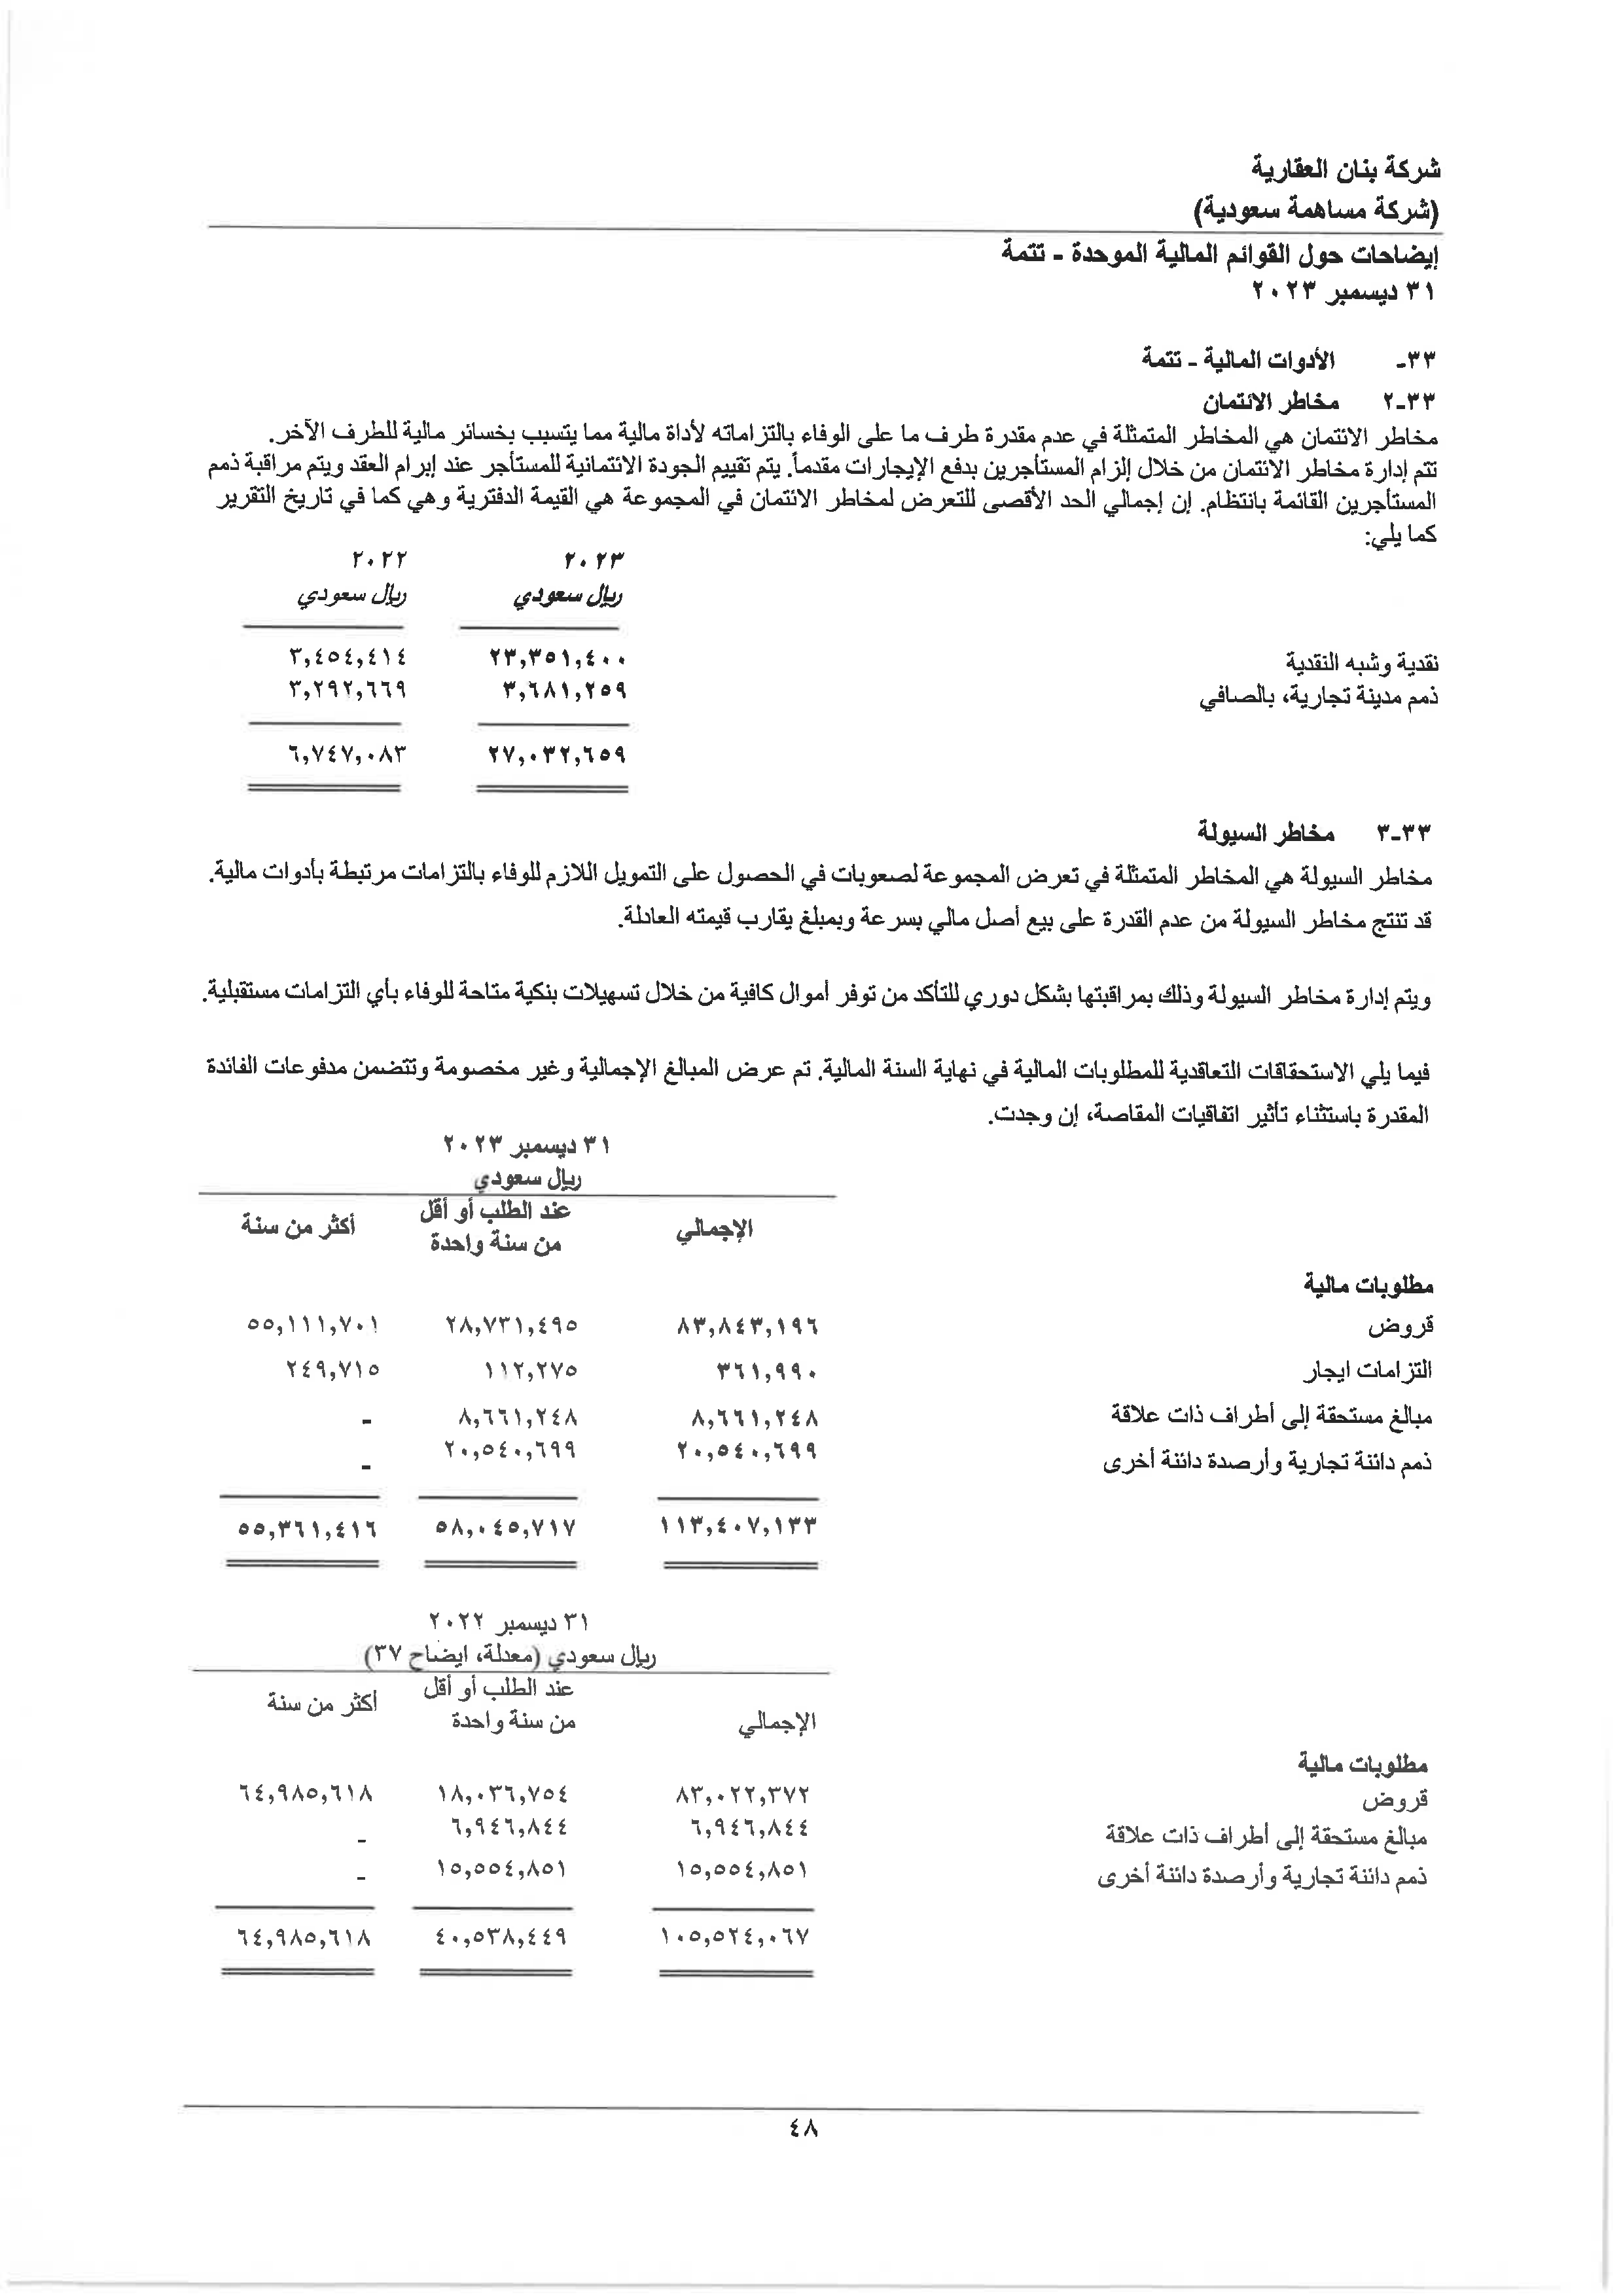 شركة بنان العقارية
(شركة مساهمة سعودية)
إيضاحات حول القوائم المالية الموحدة - تتمة
٣١ ديسمبر ٢٠٢٣
٣٣- الأدوات المالية - تتمة
٣٣-٢ مخاطر الائتمان
مخاطر الائتمان هي المخاطر المتمثلة في عدم مقدرة طرف ما على الوفاء بالتزاماته لأداة مالية مما يتسبب بخسائر مالية للطرف الآخر.
تتم إدارة مخاطر الائتمان من خلال إلزام المستأجرين بدفع الإيجارات مقدماً. يتم تقييم الجودة الائتمانية للمستأجر عند إبرام العقد ويتم مراقبة ذمم
المستأجرين القائمة بانتظام. إن إجمالي الحد الأقصى للتعرض لمخاطر الائتمان في المجموعة هي القيمة الدفترية وهي كما في تاريخ التقرير
كما يلي:
٢٠٢٣ ٢٠٢٢
ريال سعودي ريال سعودي
نقدية وشبه النقدية ٢٣,٣٥١,٤٠٠ ٣,٤٥٤,٤١٤
ذمم مدينة تجارية، بالصافي ٣,٦٨١,٢٥٩ ٣,٢٩٢,٦٦٩
٢٧,٠٣٢,٦٥٩ ٦,٧٤٧,٠٨٣
٣٣-٣ مخاطر السيولة
مخاطر السيولة هي المخاطر المتمثلة في تعرض المجموعة لصعوبات في الحصول على التمويل اللازم للوفاء بالتزامات مرتبطة بأدوات مالية.
قد تنتج مخاطر السيولة من عدم القدرة على بيع أصل مالي بسرعة وبمبلغ يقارب قيمته العادلة.
ويتم إدارة مخاطر السيولة وذلك بمراقبتها بشكل دوري للتأكد من توفر أموال كافية من خلال تسهيلات بنكية متاحة للوفاء بأي التزامات مستقبلية.
فيما يلي الاستحقاقات التعاقدية للمطلوبات المالية في نهاية السنة المالية. تم عرض المبالغ الإجمالية وغير مخصومة وتتضمن مدفوعات الفائدة
المقدرة باستثناء تأثير اتفاقيات المقاصة، إن وجدت.
٣١ ديسمبر ٢٠٢٣
ريال سعودي
الإجمالي عند الطلب أو أقل أكثر من سنة
من سنة واحدة
مطلوبات مالية
قروض ٨٣,٨٤٣,١٩٦ ٢٨,٧٣١,٤٩٥ ٥٥,١١١,٧٠١
التزامات ايجار ٣٦١,٩٩٠ ١١٢,٢٧٥ ٢٤٩,٧١٥
مبالغ مستحقة إلى أطراف ذات علاقة ٨,٦٦١,٢٤٨ ٨,٦٦١,٢٤٨ -
ذمم دائنة تجارية وأرصدة دائنة أخرى ٢٠,٥٤٠,٦٩٩ ٢٠,٥٤٠,٦٩٩ -
١١٣,٤٠٧,١٣٣ ٥٨,٠٤٥,٧١٧ ٥٥,٣٦١,٤١٦
٣١ ديسمبر ٢٠٢٢
ريال سعودي (معدلة، ايضاح ٣٧)
الإجمالي عند الطلب أو أقل أكثر من سنة
من سنة واحدة
مطلوبات مالية
قروض ٨٣,٠٢٢,٣٧٢ ١٨,٠٣٦,٧٥٤ ٦٤,٩٨٥,٦١٨
مبالغ مستحقة إلى أطراف ذات علاقة ٦,٩٤٦,٨٤٤ ٦,٩٤٦,٨٤٤ -
ذمم دائنة تجارية وأرصدة دائنة أخرى ١٥,٥٥٤,٨٥١ ١٥,٥٥٤,٨٥١ -
١٠٥,٥٢٤,٠٦٧ ٤٠,٥٣٨,٤٤٩ ٦٤,٩٨٥,٦١٨
٤٨